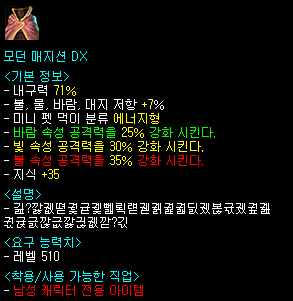 모던 매지션 DX
<기본 정보>
- 내구력 71%
- 불, 물, 바람, 대지 저항 +7%
- 미니 펫 먹이 분류 에너지형
- 바람 속성 공격력을 25% 강화 시킨다.
- 빛 속성 공격력을 30% 강화 시킨다.
- 불 속성 공격력을 35% 강화 시킨다.
- 지식 +35
<설명>
<요구 능력치>
- 레벨 510
<착용/사용 가능한 직업>
- 남성 캐릭터 전용 아이템